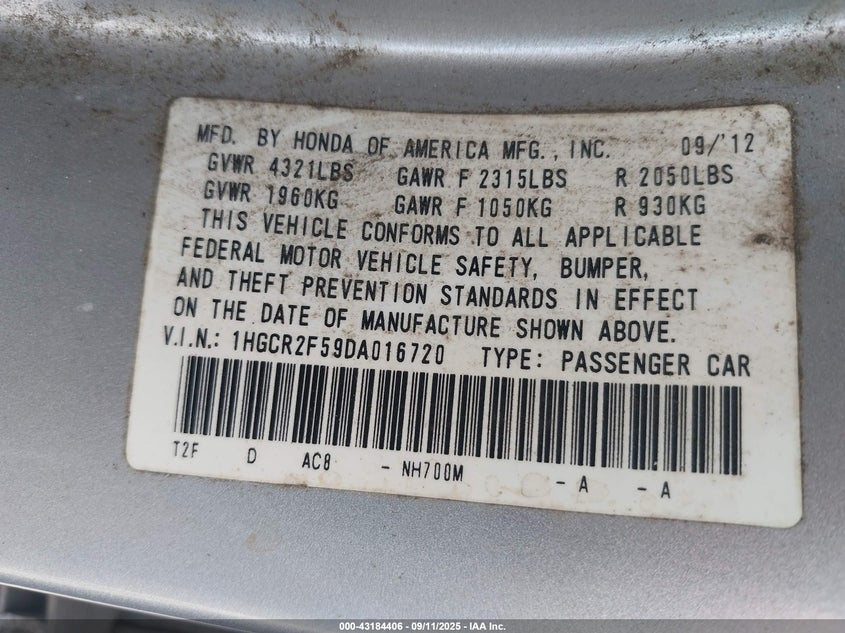 MFD. BY HONDA OF AMERICA MFG., INC. 09/'12
GVWR 4321LBS GAWR F 2315LBS R 2050LBS
GVWR 1960KG GAWR F 1050KG R 930KG
THIS VEHICLE CONFORMS TO ALL APPLICABLE
FEDERAL MOTOR VEHICLE SAFETY, BUMPER,
AND THEFT PREVENTION STANDARDS IN EFFECT
ON THE DATE OF MANUFACTURE SHOWN ABOVE.
V.I.N.: 1HGCR2F59DA016720 TYPE: PASSENGER CAR
T2F D AC8 - NH700M - A - A
000-43184406 - 09/11/2025 - IAA Inc.